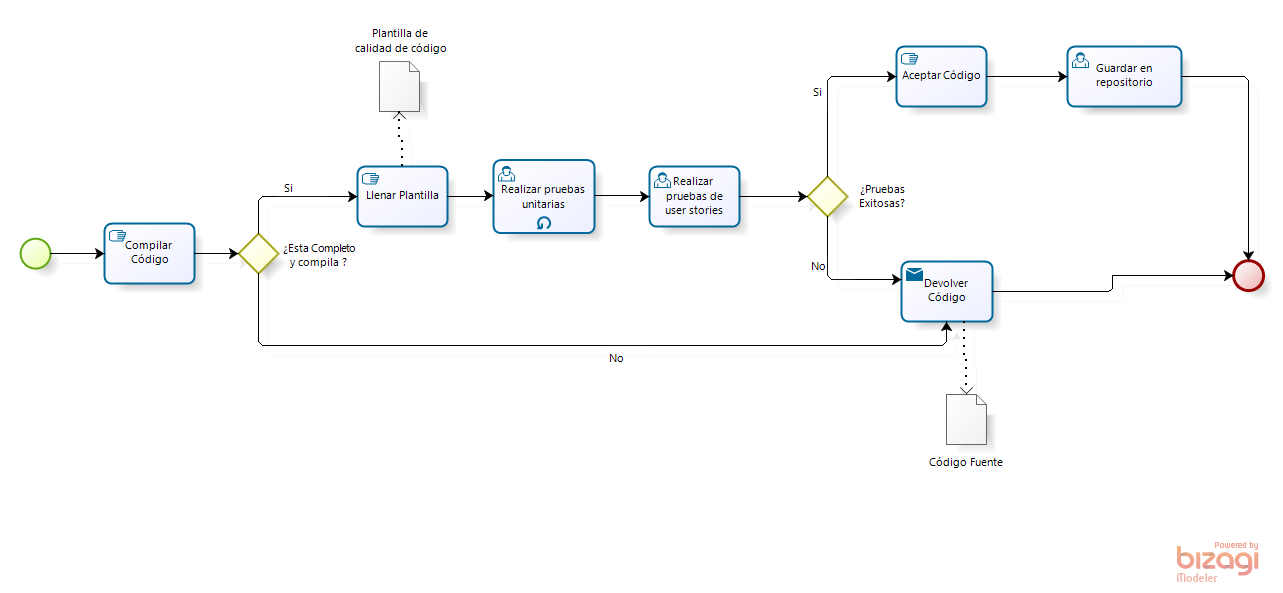 Plantilla de
calidad de código
Si
Aceptar Código
Guardar en
repositorio
Si
Llenar Plantilla
Realizar pruebas
unitarias
Realizar
pruebas de
user stories
¿Pruebas
Exitosas?
Compilar
Código
¿Esta Completo
y compila ?
No
Devolver
Código
No
Código Fuente
Powered by
bizagi
Modeler